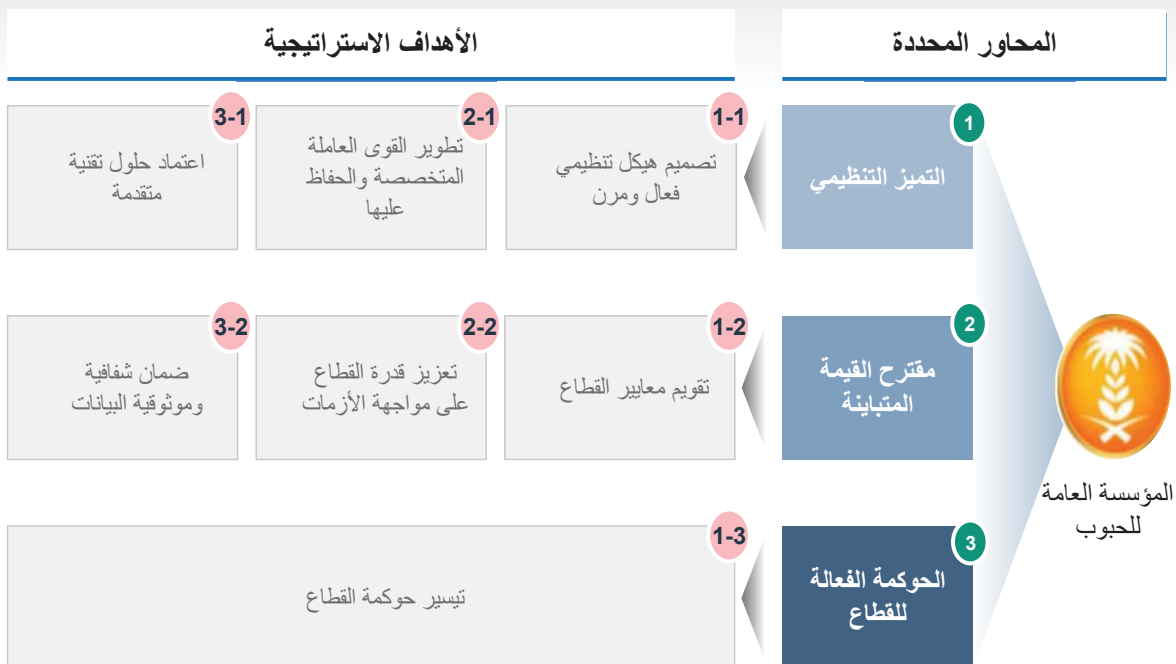 المحاور المحددة
الأهداف الاستراتيجية
1
التميز التنظيمي
1-1
تصميم هيكل تنظيمي
فعال ومرن
2-1
تطوير القوى العاملة
المتخصصة والحفاظ
عليها
3-1
اعتماد حلول تقنية
متقدمة
2
مقترح القيمة
المتباينة
1-2
تقويم معايير القطاع
2-2
تعزيز قدرة القطاع
على مواجهة الأزمات
3-2
ضمان شفافية
وموثوقية البيانات
3
الحوكمة الفعالة
للقطاع
1-3
تيسير حوكمة القطاع
المؤسسة العامة
للحبوب